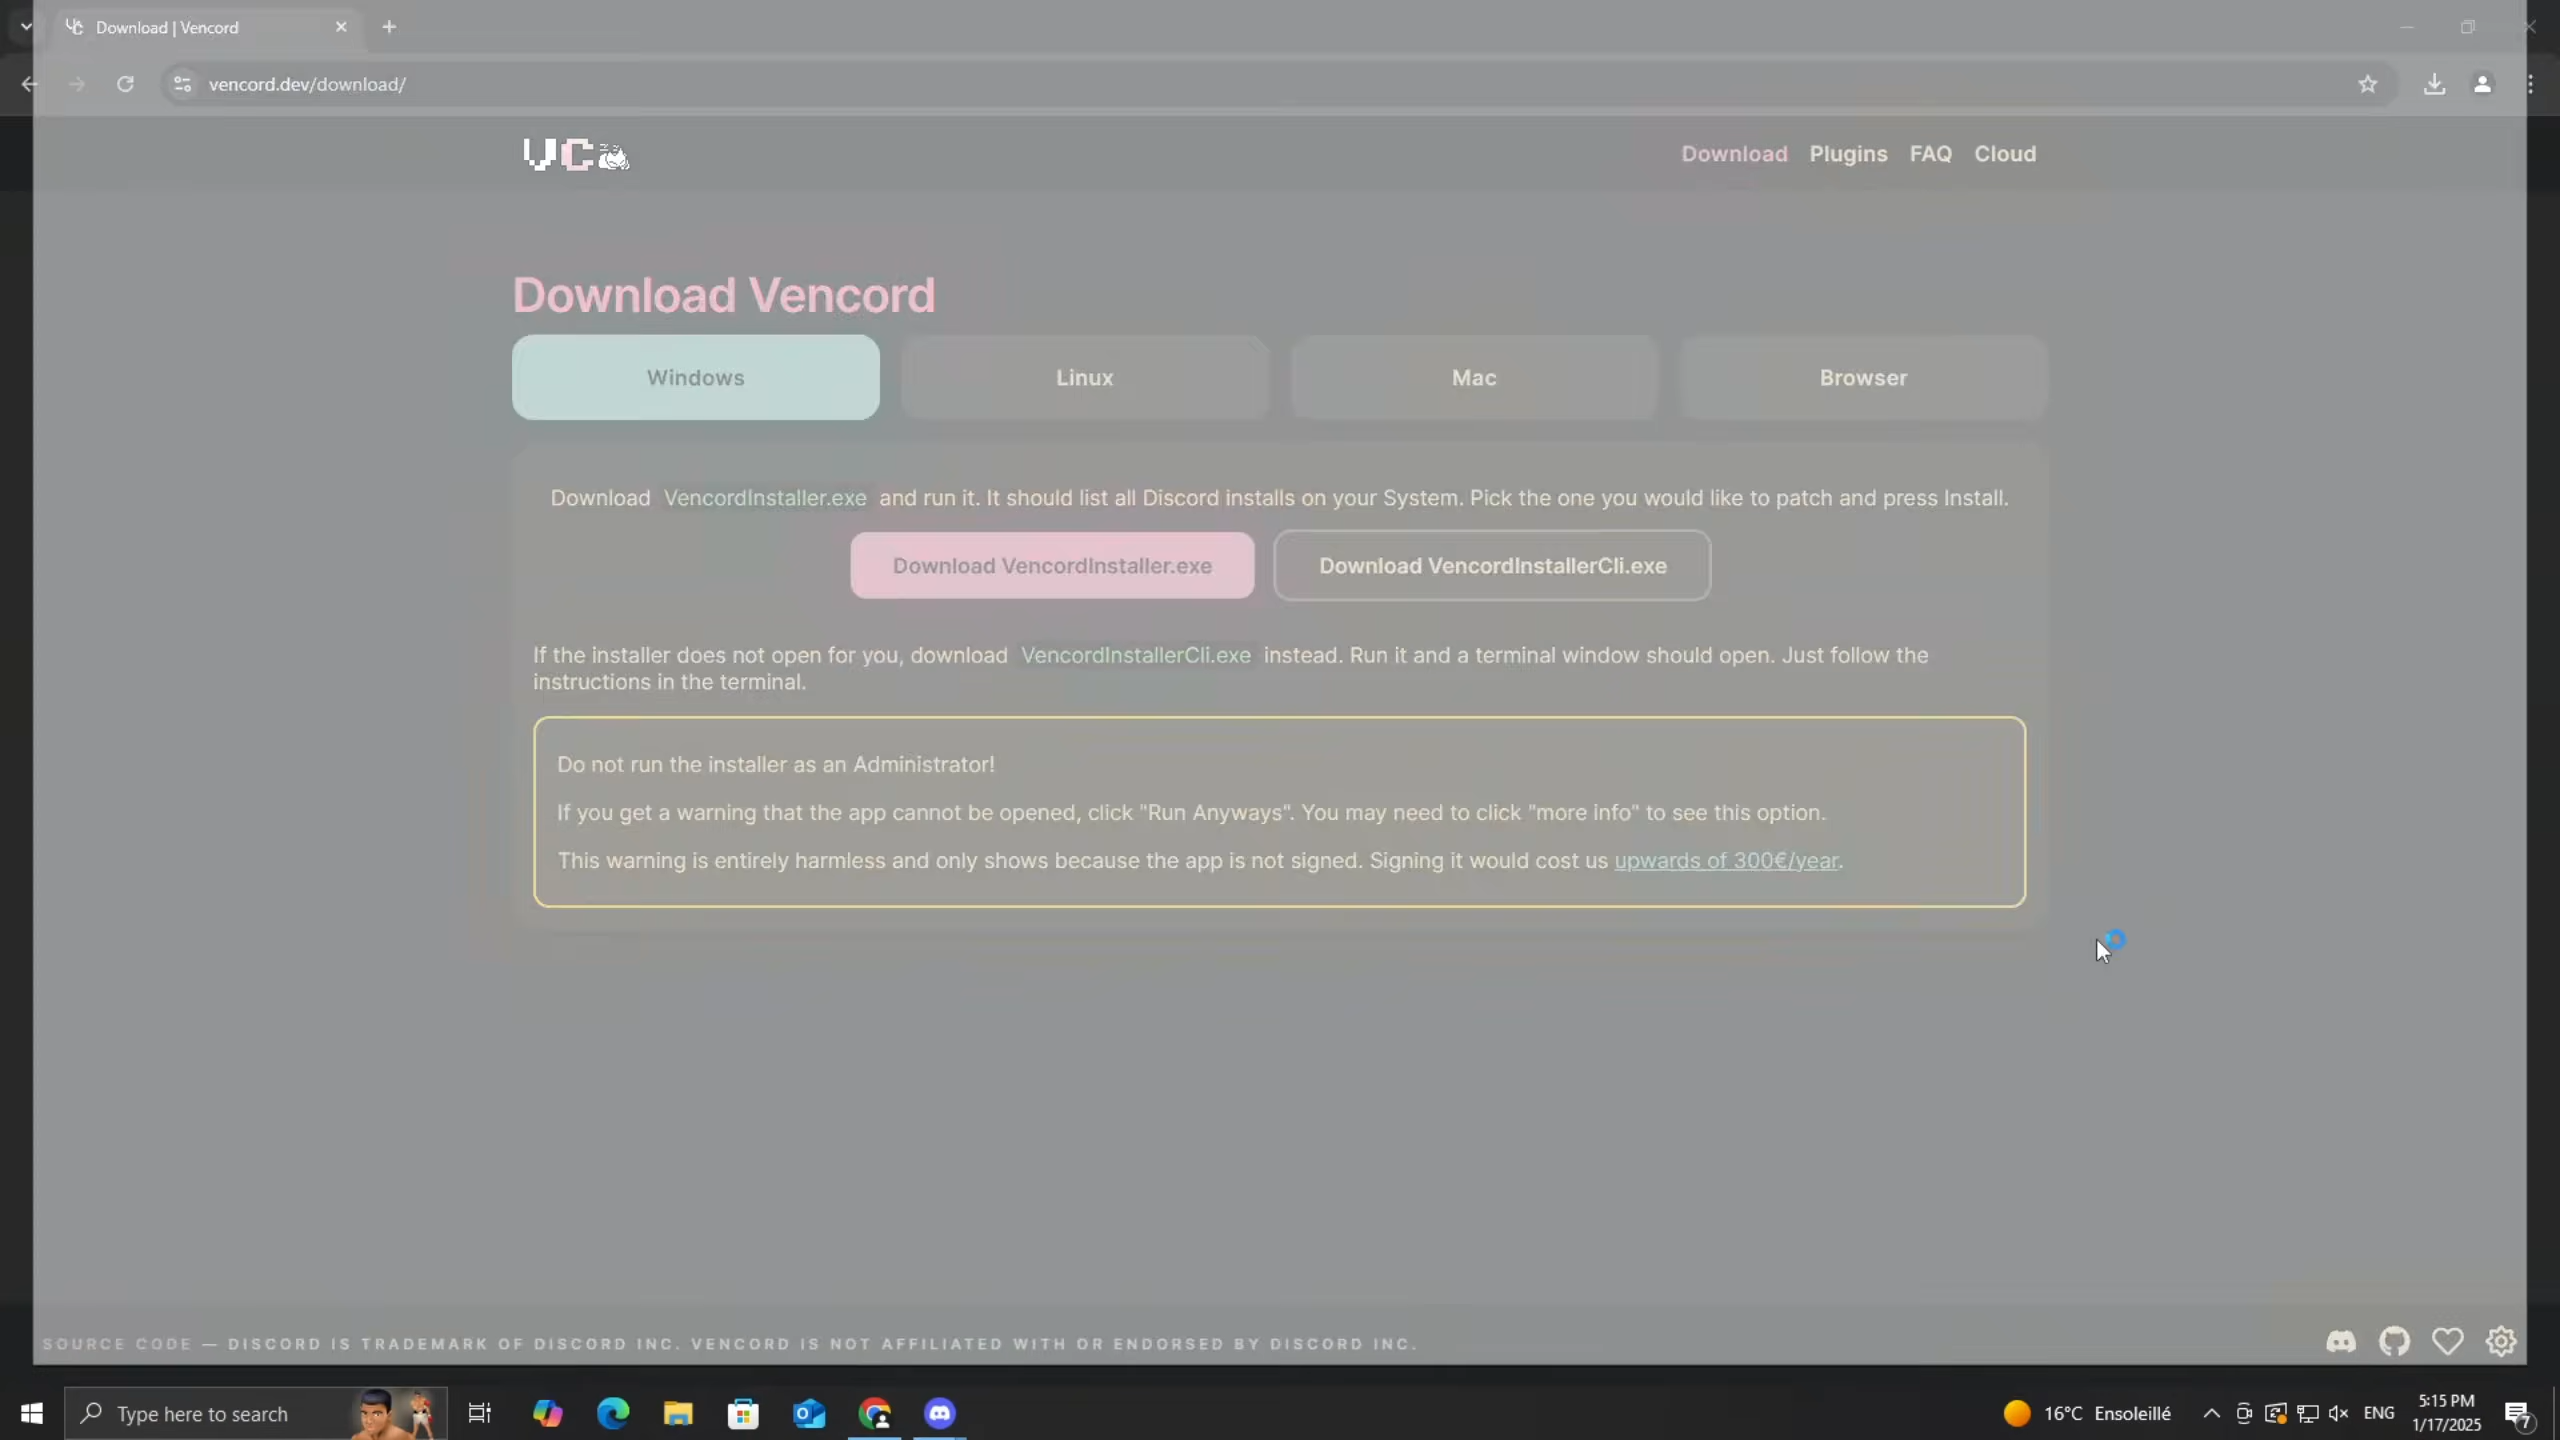 Download | Vencord
vencord.dev/download/
VC
Download Plugins FAQ Cloud
Download Vencord
Windows Linux Mac Browser
Download VencordInstaller.exe and run it. It should list all Discord installs on your System. Pick the one you would like to patch and press Install.
Download VencordInstaller.exe Download VencordInstallerCli.exe
If the installer does not open for you, download VencordInstallerCli.exe instead. Run it and a terminal window should open. Just follow the
instructions in the terminal.
Do not run the installer as an Administrator!
If you get a warning that the app cannot be opened, click "Run Anyways". You may need to click "more info" to see this option.
This warning is entirely harmless and only shows because the app is not signed. Signing it would cost us upwards of 300€/year.
SOURCE CODE — DISCORD IS TRADEMARK OF DISCORD INC. VENCORD IS NOT AFFILIATED WITH OR ENDORSED BY DISCORD INC.
Type here to search
16°C Ensoleillé
ENG
5:15 PM
1/17/2025
7